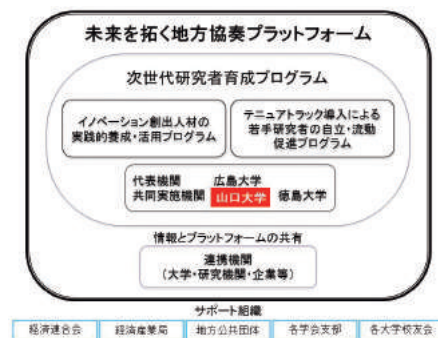 未来を拓く地方協奏プラットフォーム
次世代研究者育成プログラム
イノベーション創出人材の
実践的養成・活用プログラム
テニュアトラック導入による
若手研究者の自立・流動
促進プログラム
代表機関 広島大学
共同実施機関 山口大学 徳島大学
情報とプラットフォームの共有
連携機関
(大学・研究機関・企業等)
サポート組織
経済連合会 経済産業局 地方公共団体 各学会支部 各大学校友会